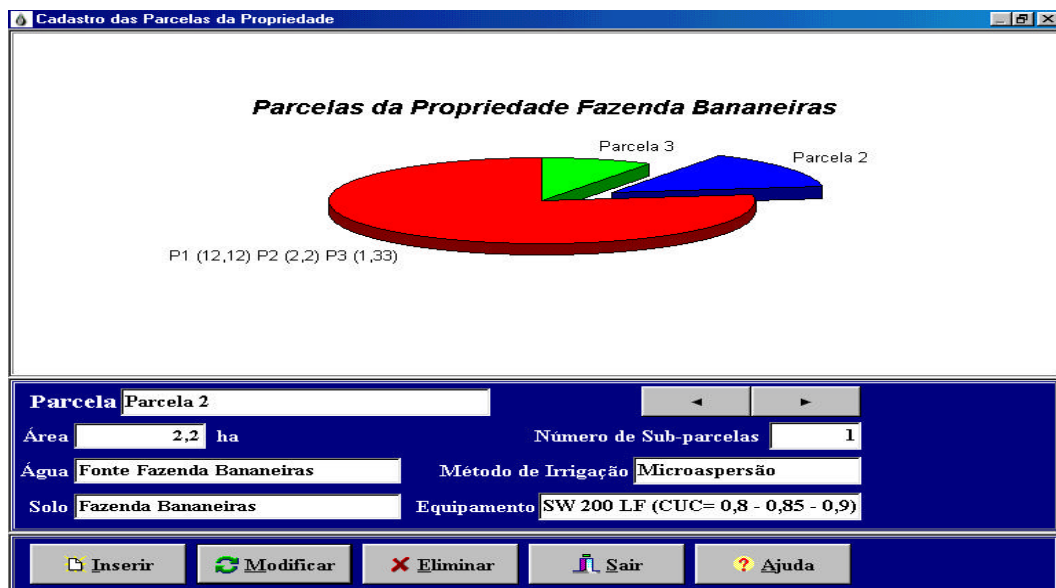 Cadastro das Parcelas da Propriedade
Parcelas da Propriedade Fazenda Bananeiras
Parcela 3
Parcela 2
P1 (12,12) P2 (2,2) P3 (1,33)
Parcela Parcela 2
Área 2,2 ha Número de Sub-parcelas 1
Água Fonte Fazenda Bananeiras Método de Irrigação Microaspersão
Solo Fazenda Bananeiras Equipamento SW 200 LF (CUC= 0,8 - 0,85 - 0,9)
Inserir Modificar Eliminar Sair Ajuda